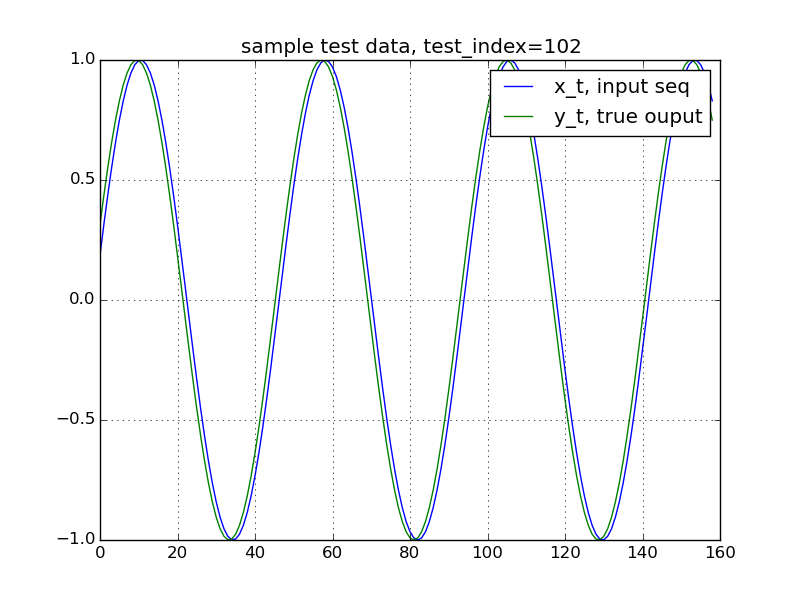 sample test data, test_index=102
x_t, input seq
y_t, true ouput
1.0
0.5
0.0
−0.5
−1.0
0 20 40 60 80 100 120 140 160